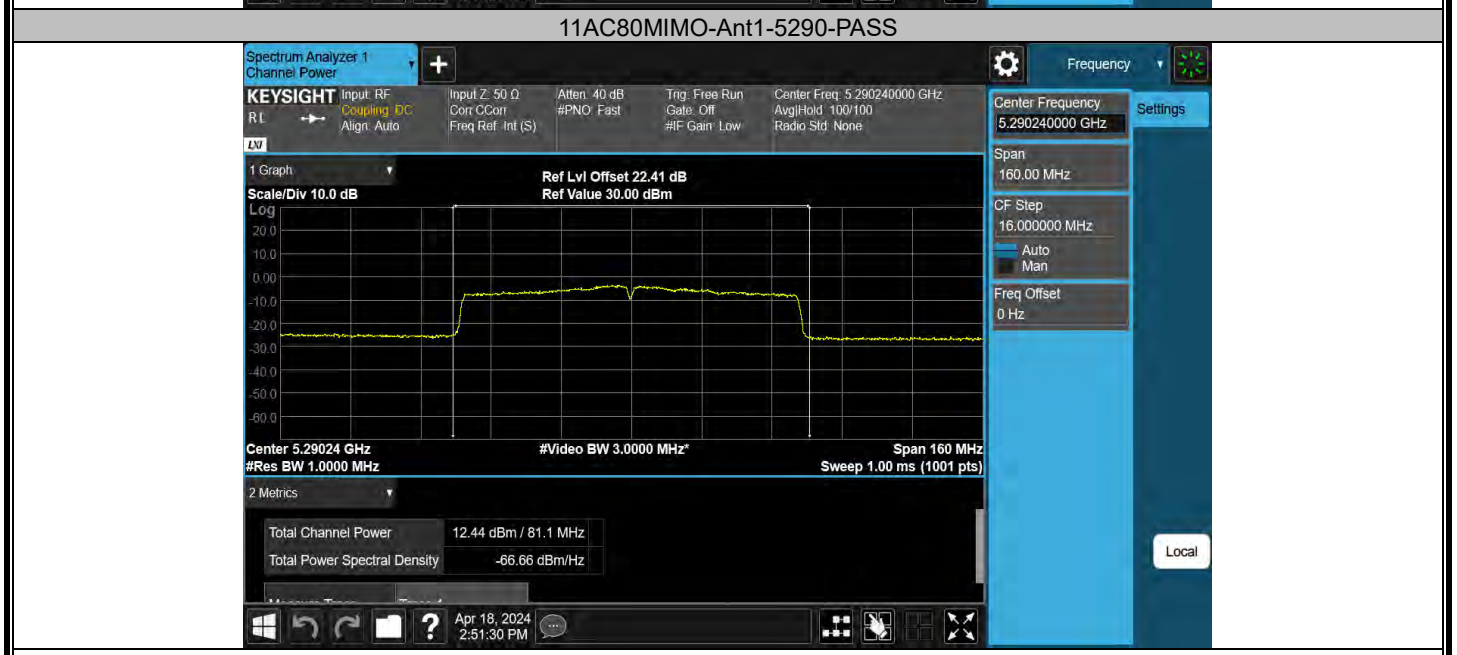 11AC80MIMO-Ant1-5290-PASS
Spectrum Analyzer 1
Channel Power
+
Frequency
KEYSIGHT
RL
LXI
Input: RF
Coupling: DC
Align: Auto
Input Z: 50 Ω
Corr CCorr
Freq Ref: Int (S)
Atten: 40 dB
#PNO: Fast
Trig: Free Run
Gate: Off
#IF Gain: Low
Center Freq: 5.290240000 GHz
Avg|Hold: 100/100
Radio Std: None
Center Frequency
5.290240000 GHz
Settings
Span
160.00 MHz
CF Step
16.000000 MHz
Auto
Man
Freq Offset
0 Hz
Local
1 Graph
Scale/Div 10.0 dB
Ref Lvl Offset 22.41 dB
Ref Value 30.00 dBm
Log
20.0
10.0
0.00
-10.0
-20.0
-30.0
-40.0
-50.0
-60.0
Center 5.29024 GHz
#Res BW 1.0000 MHz
#Video BW 3.0000 MHz*
Span 160 MHz
Sweep 1.00 ms (1001 pts)
2 Metrics
Total Channel Power 12.44 dBm / 81.1 MHz
Total Power Spectral Density -66.66 dBm/Hz
?
Apr 18, 2024
2:51:30 PM